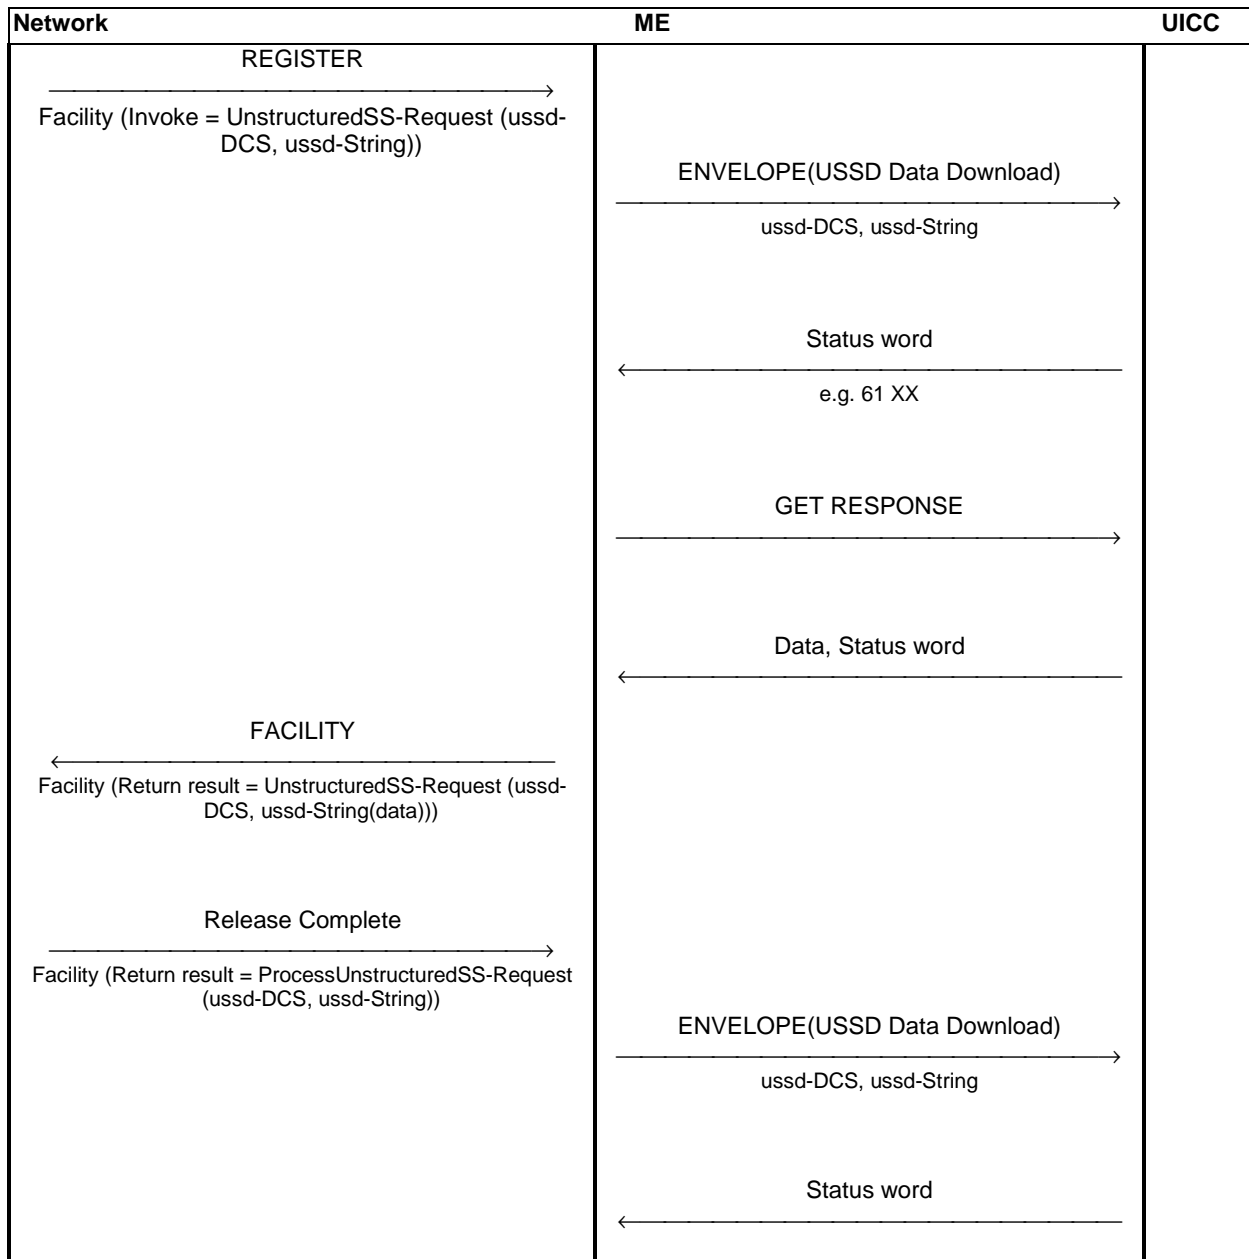 Network ME UICC
REGISTER
Facility (Invoke = UnstructuredSS-Request (ussd-
DCS, ussd-String))
ENVELOPE(USSD Data Download)
ussd-DCS, ussd-String
Status word
e.g. 61 XX
GET RESPONSE
Data, Status word
FACILITY
Facility (Return result = UnstructuredSS-Request (ussd-
DCS, ussd-String(data)))
Release Complete
Facility (Return result = ProcessUnstructuredSS-Request
(ussd-DCS, ussd-String))
ENVELOPE(USSD Data Download)
ussd-DCS, ussd-String
Status word